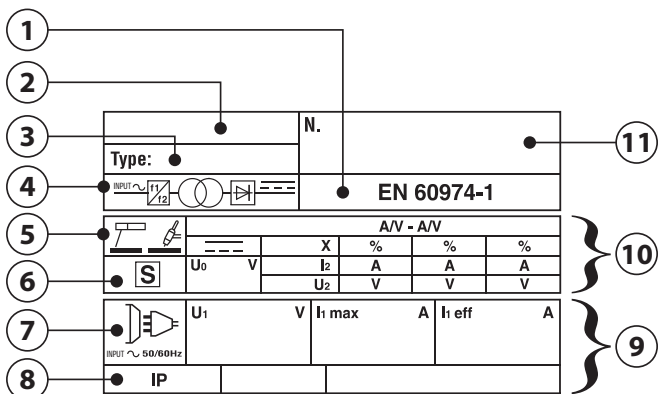 1
2
3
4
5
6
7
8
9
10
11
N.
Type:
INPUT ~ f1 f2
EN 60974-1
A/V - A/V
X % % %
U0 V I2 A A A
U2 V V V
S
U1 V I1 max A I1 eff A
INPUT ~ 50/60Hz
IP